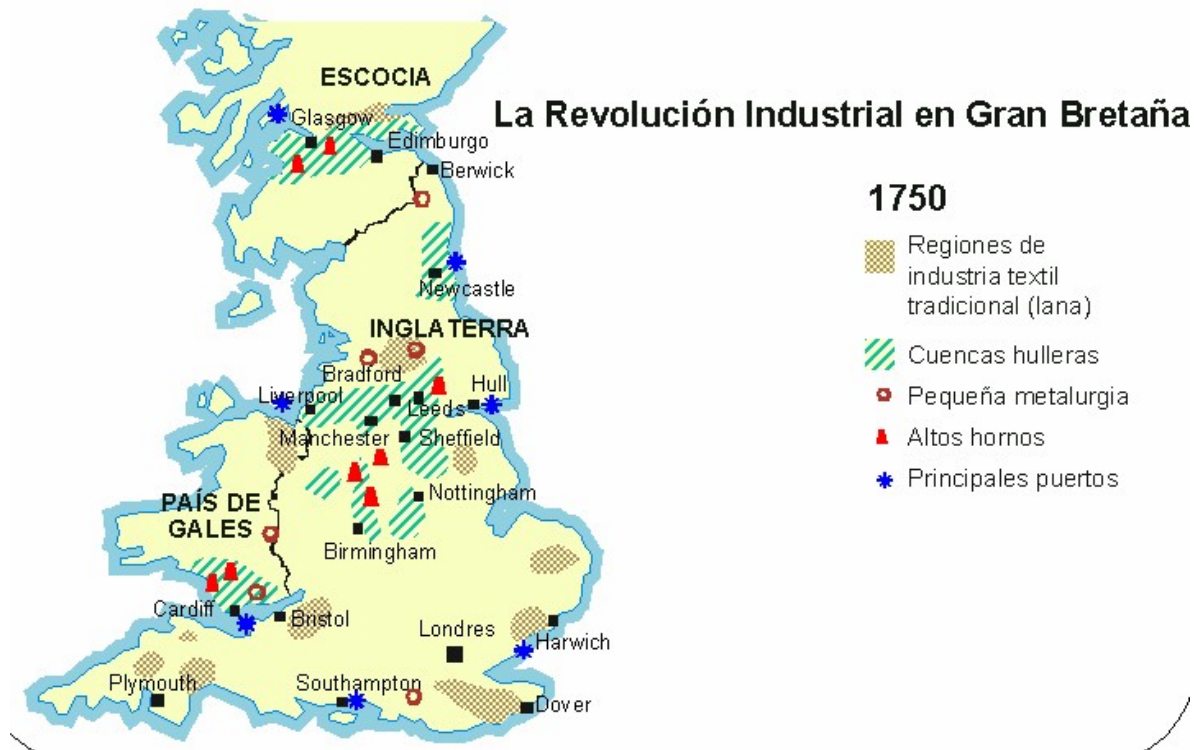 ESCOCIA
La Revolución Industrial en Gran Bretaña
Glasgow
Edimburgo
Berwick
1750
Regiones de
industria textil
tradicional (lana)
Newcastle
INGLATERRA
Cuencas hulleras
Bradford
Hull
Liverpool
Leeds
Pequeña metalurgia
Manchester
Sheffield
Altos hornos
Principales puertos
Nottingham
PAÍS DE
GALES
Birmingham
Cardiff
Bristol
Londres
Harwich
Plymouth
Southampton
Dover